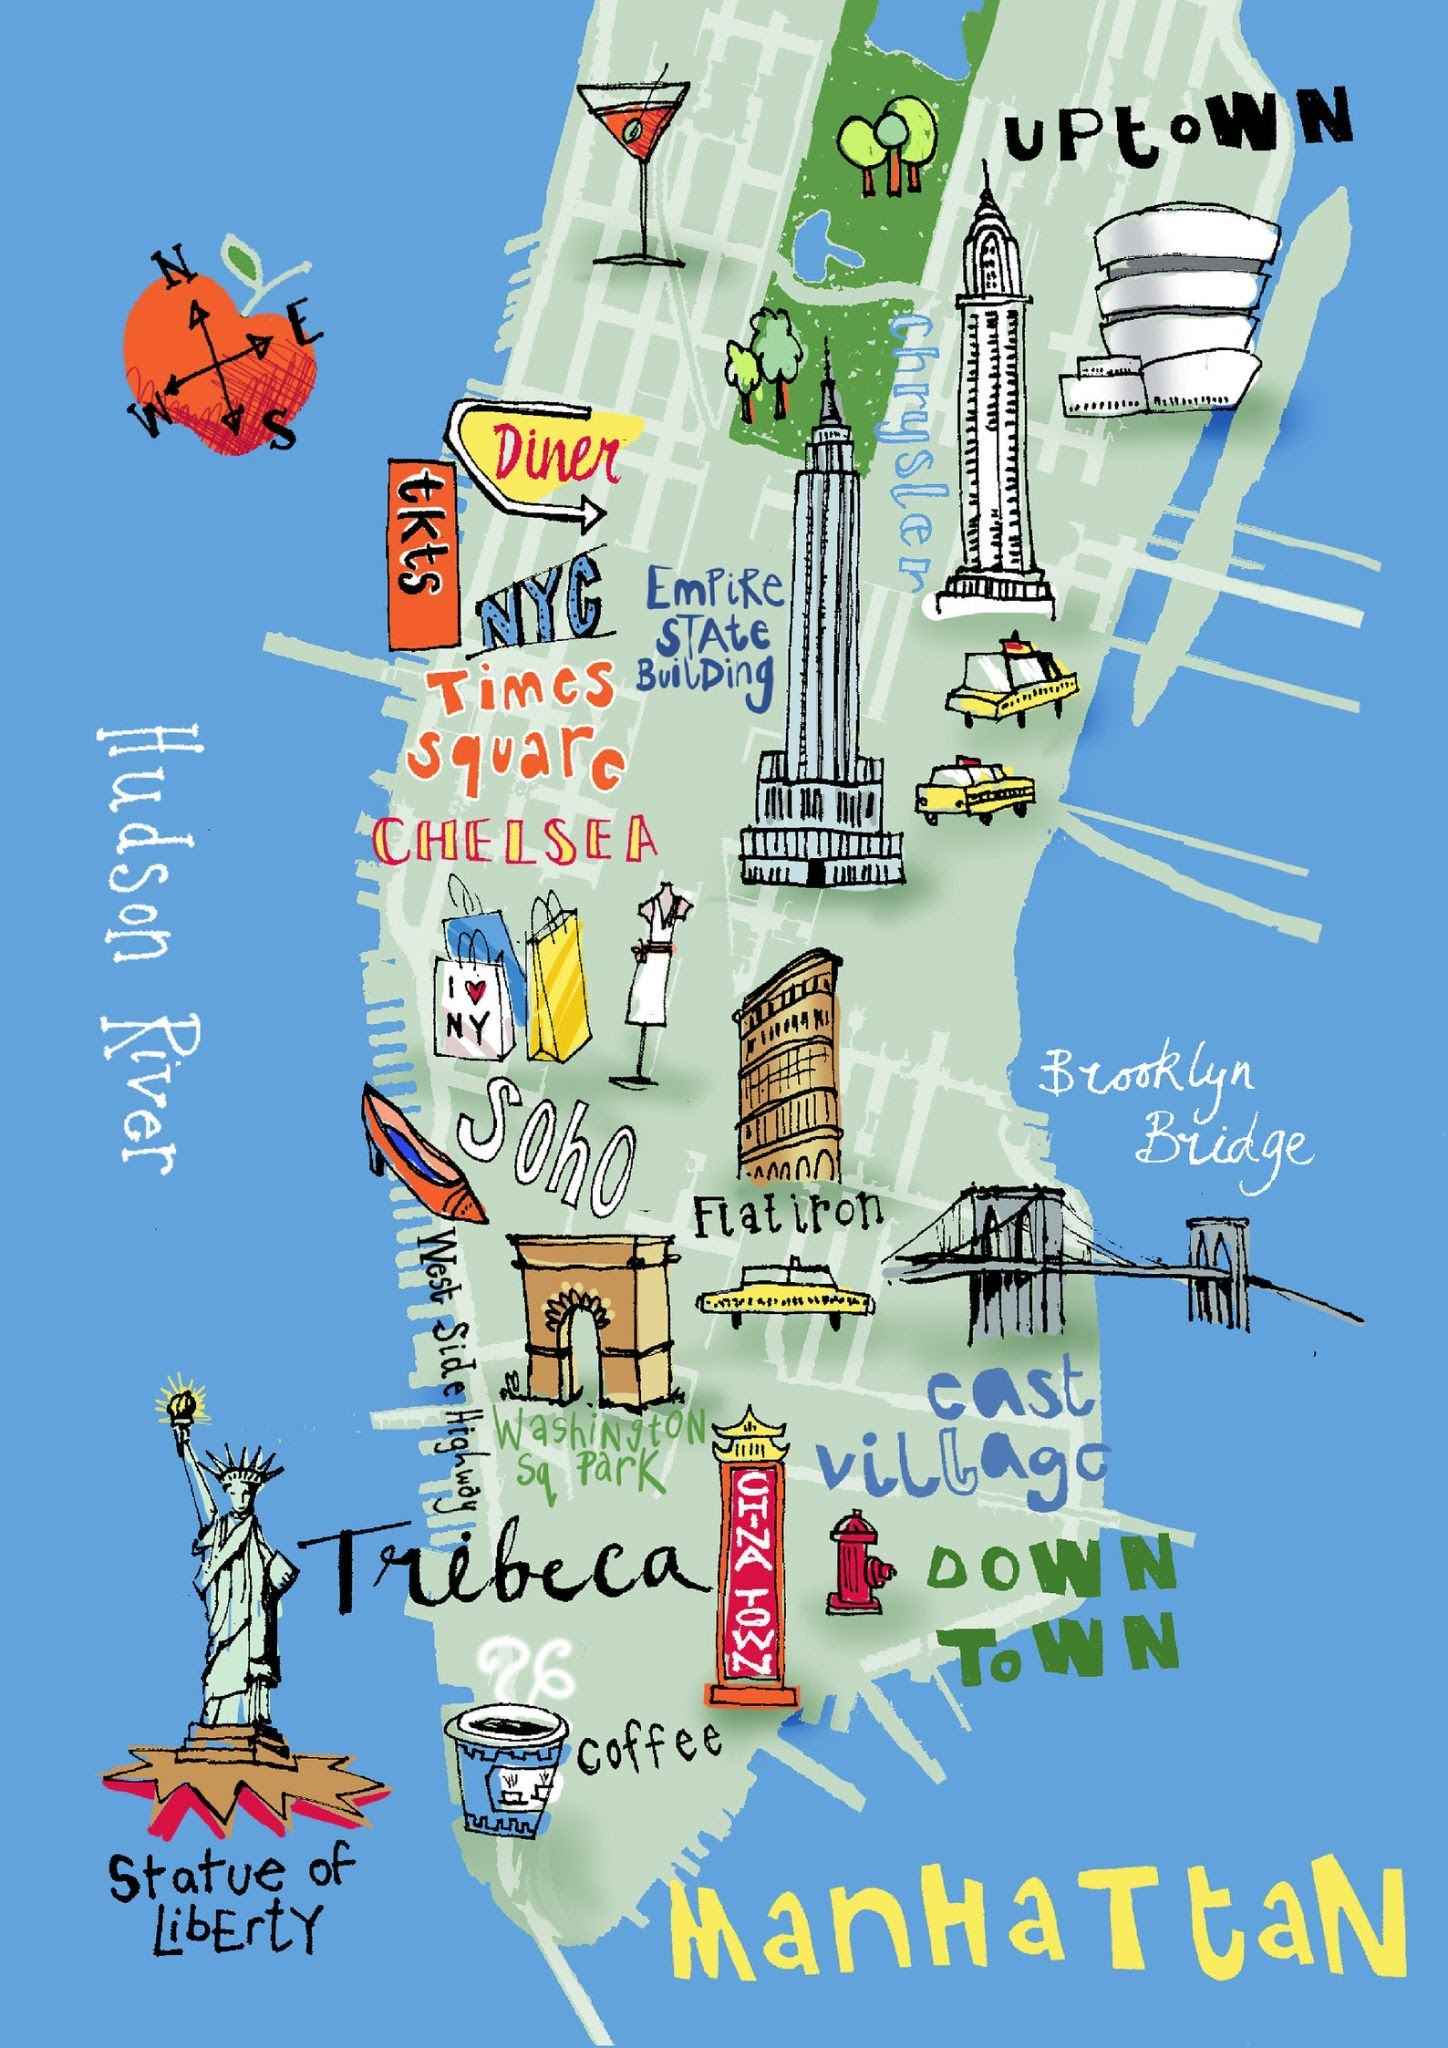 UPtOWN
N
E
W
S
Chrysler
Diner
tkts
NYC
EmPiRE
STAte
BuilDing
Times
square
Hudson River
CHELSEA
I ♥
NY
Soho
Brooklyn
Bridge
Flatiron
West Side Highway
east
village
WashingtON
Sq PaRK
CHINA TOWN
Tribeca
DOWN
ToWN
coffee
Statue of
LibErtY
MaNHaTtaN